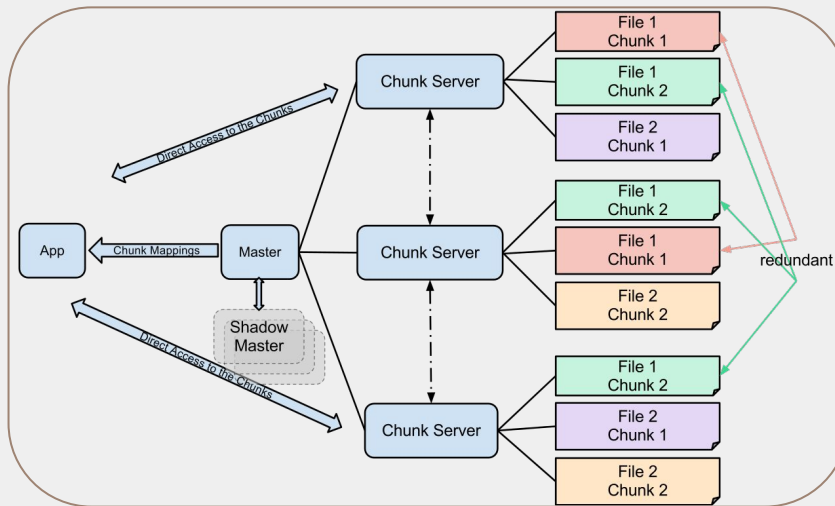 File 1
Chunk 1
Chunk Server
File 1
Chunk 2
Direct Access to the Chunks
File 2
Chunk 1
File 1
Chunk 2
App
Chunk Mappings
Master
Chunk Server
File 1
Chunk 1
redundant
File 2
Chunk 2
Shadow
Master
Direct Access to the Chunks
File 1
Chunk 2
Chunk Server
File 2
Chunk 1
File 2
Chunk 2